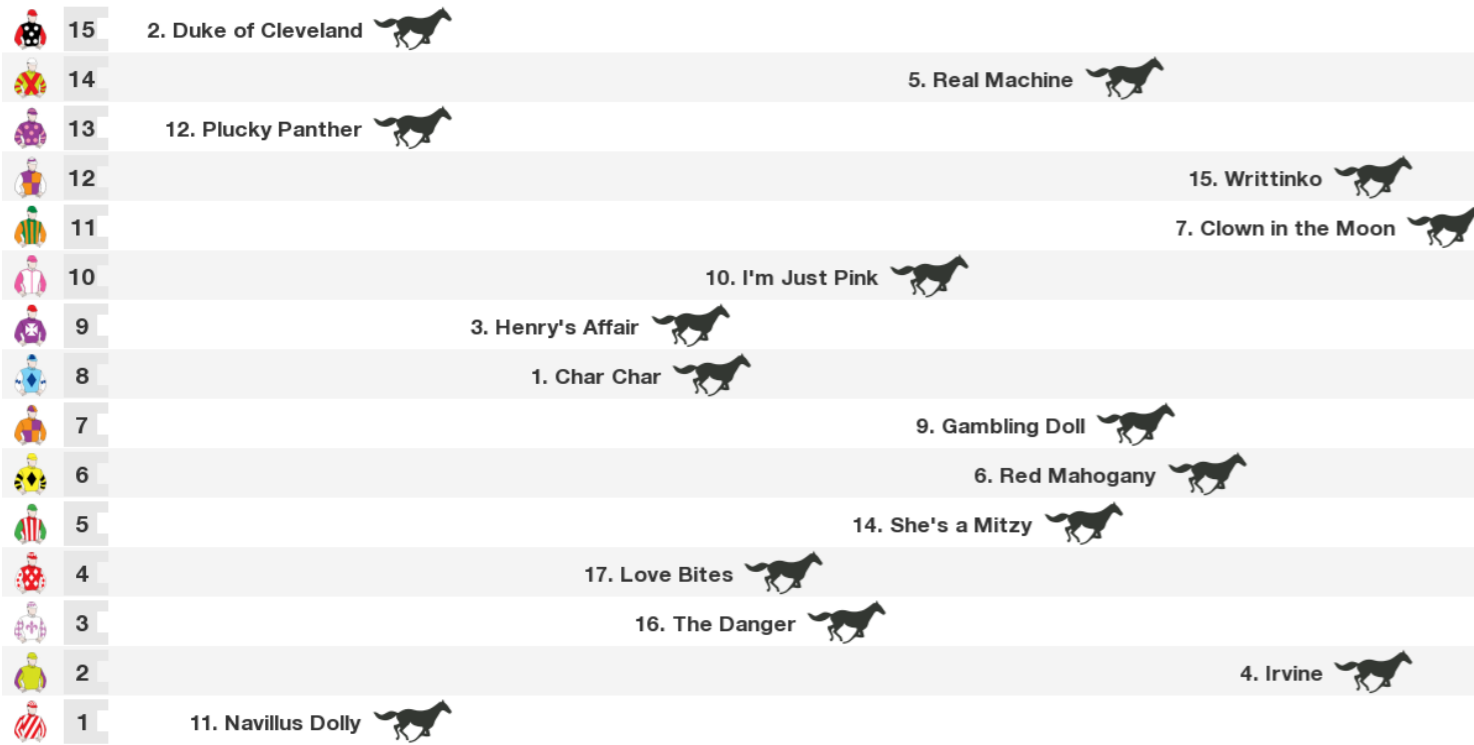 15 2. Duke of Cleveland
14 5. Real Machine
13 12. Plucky Panther
12 15. Writtinko
11 7. Clown in the Moon
10 10. I'm Just Pink
9 3. Henry's Affair
8 1. Char Char
7 9. Gambling Doll
6 6. Red Mahogany
5 14. She's a Mitzy
4 17. Love Bites
3 16. The Danger
2 4. Irvine
1 11. Navillus Dolly